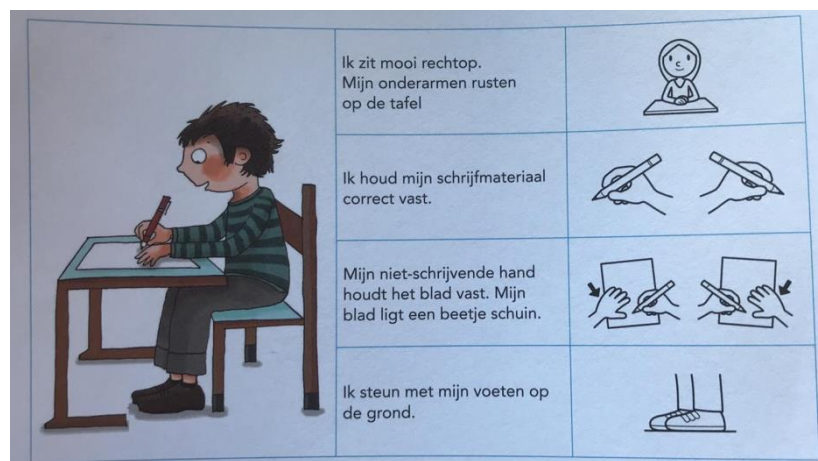 Ik zit mooi rechtop.
Mijn onderarmen rusten
op de tafel
Ik houd mijn schrijfmateriaal
correct vast.
Mijn niet-schrijvende hand
houdt het blad vast. Mijn
blad ligt een beetje schuin.
Ik steun met mijn voeten op
de grond.